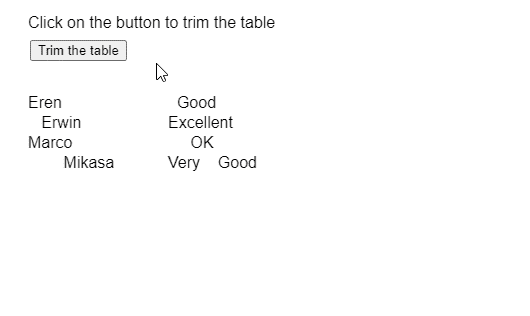 Click on the button to trim the table
Trim the table
Eren Good
Erwin Excellent
Marco OK
Mikasa Very Good